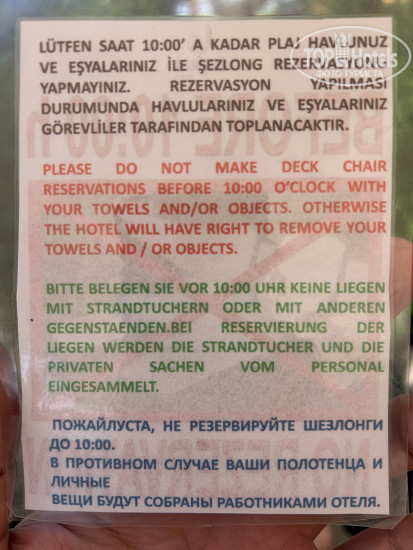 LÜTFEN SAAT 10:00' A KADAR PLAJ HAVLUNUZ
VE EŞYALARINIZ İLE ŞEZLONG REZERVASYONU
YAPMAYINIZ. REZERVASYON YAPILMASI
DURUMUNDA HAVLULARINIZ VE EŞYALARINIZ
GÖREVLİLER TARAFINDAN TOPLANACAKTIR.
PLEASE DO NOT MAKE DECK CHAIR
RESERVATIONS BEFORE 10:00 O'CLOCK WITH
YOUR TOWELS AND/OR OBJECTS. OTHERWISE
THE HOTEL WILL HAVE RIGHT TO REMOVE YOUR
TOWELS AND / OR OBJECTS.
BITTE BELEGEN SIE VOR 10:00 UHR KEINE LIEGEN
MIT STRANDTUCHERN ODER MIT ANDEREN
GEGENSTAENDEN.BEI RESERVIERUNG DER
LIEGEN WERDEN DIE STRANDTUCHER UND DIE
PRIVATEN SACHEN VOM PERSONAL
EINGESAMMELT.
ПОЖАЛУЙСТА, НЕ РЕЗЕРВИРУЙТЕ ШЕЗЛОНГИ
ДО 10:00.
В ПРОТИВНОМ СЛУЧАЕ ВАШИ ПОЛОТЕНЦА И
ЛИЧНЫЕ
ВЕЩИ БУДУТ СОБРАНЫ РАБОТНИКАМИ ОТЕЛЯ.
ТопHotels
ФОТО ТУРИСТА